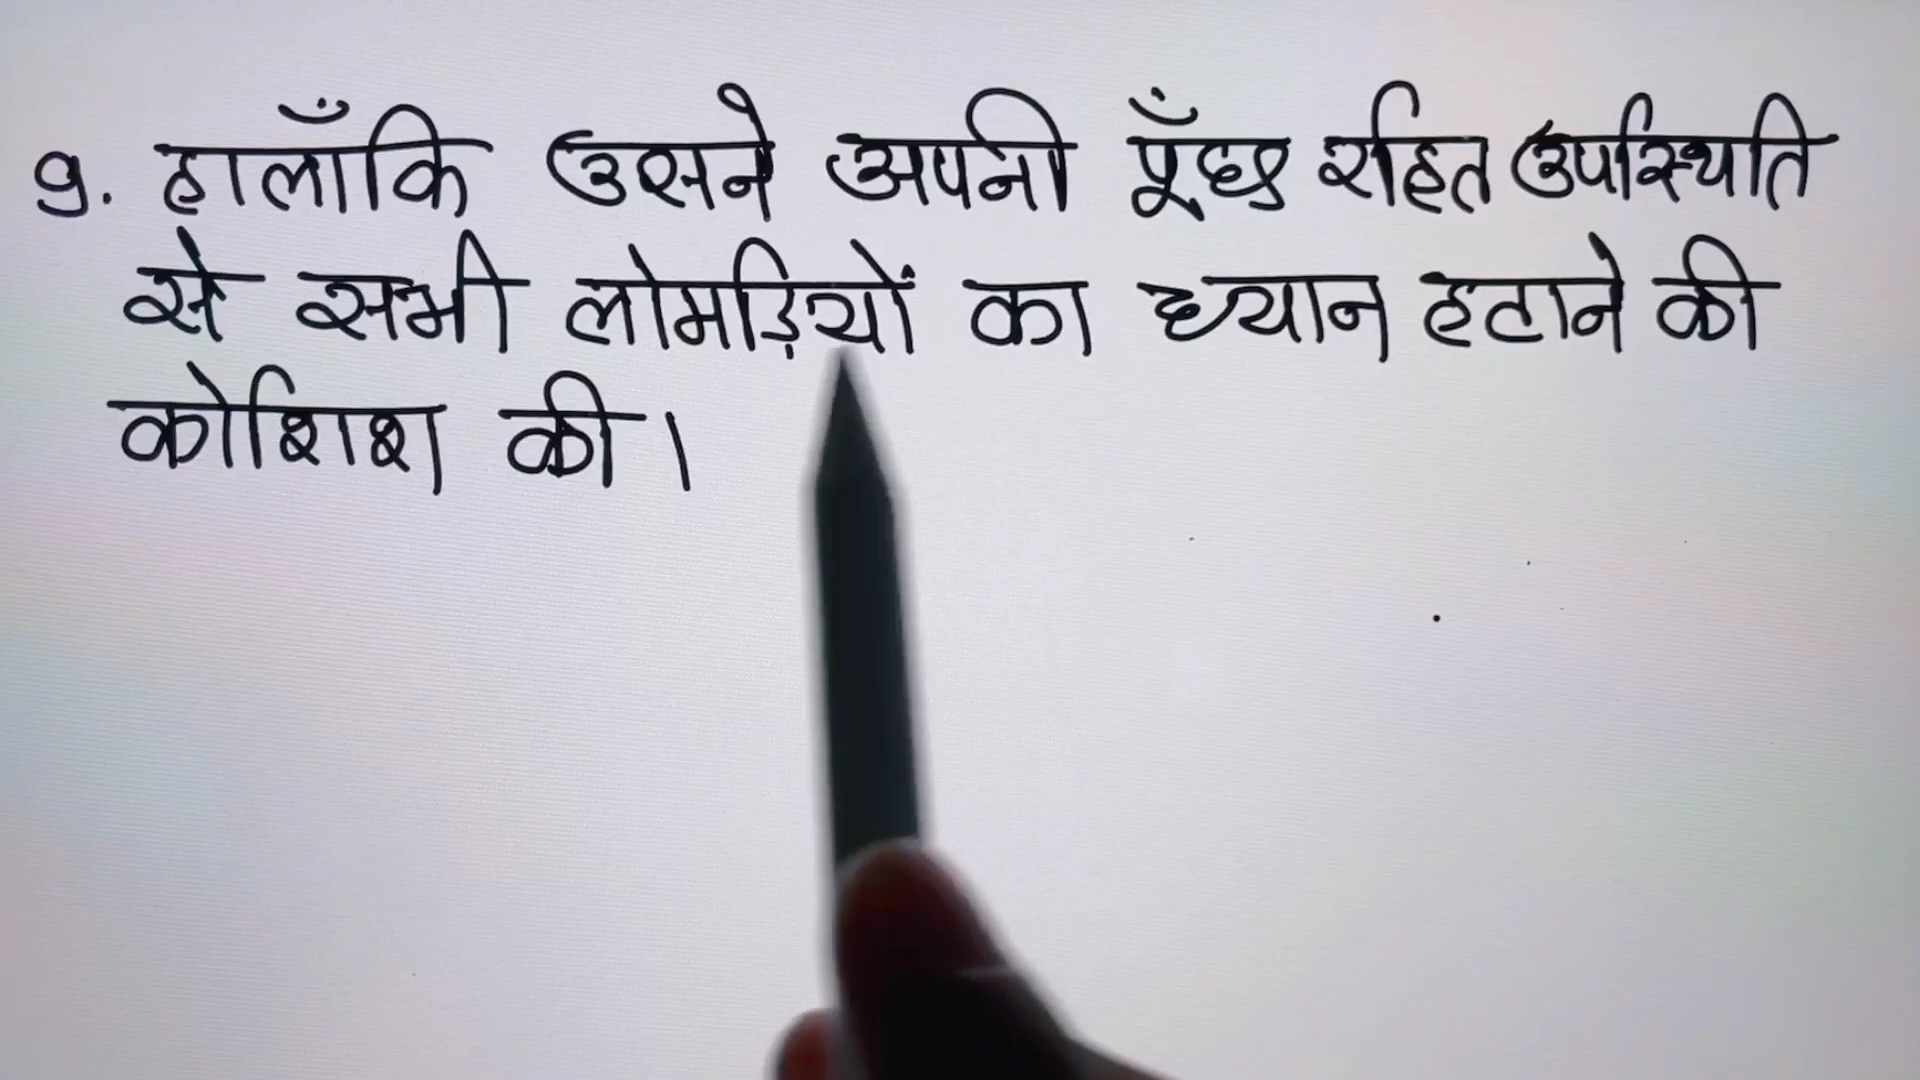 9. हालाँकि उसने अपनी पूँछ रहित उपस्थिति
से सभी लोमड़ियों का ध्यान हटाने की
कोशिश की।